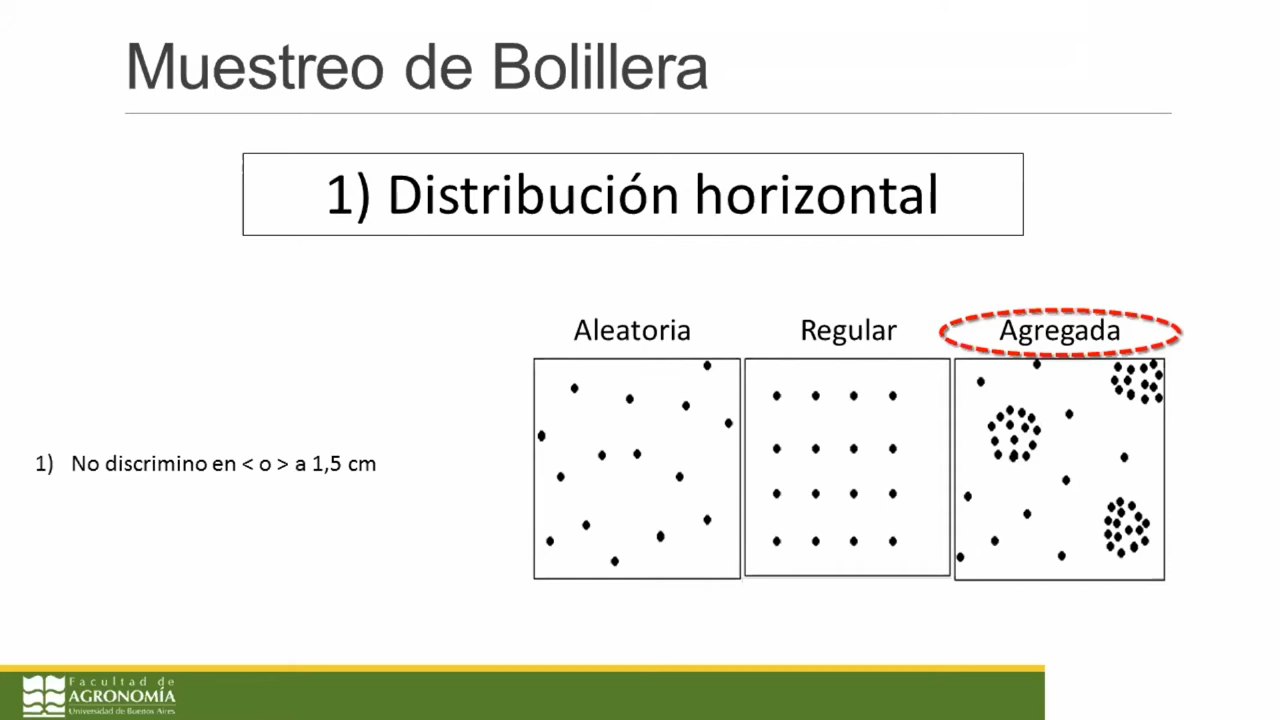 Muestreo de Bolillera
1) Distribución horizontal
Aleatoria
Regular
Agregada
1) No discrimino en < o > a 1,5 cm
Facultad de
AGRONOMÍA
Universidad de Buenos Aires